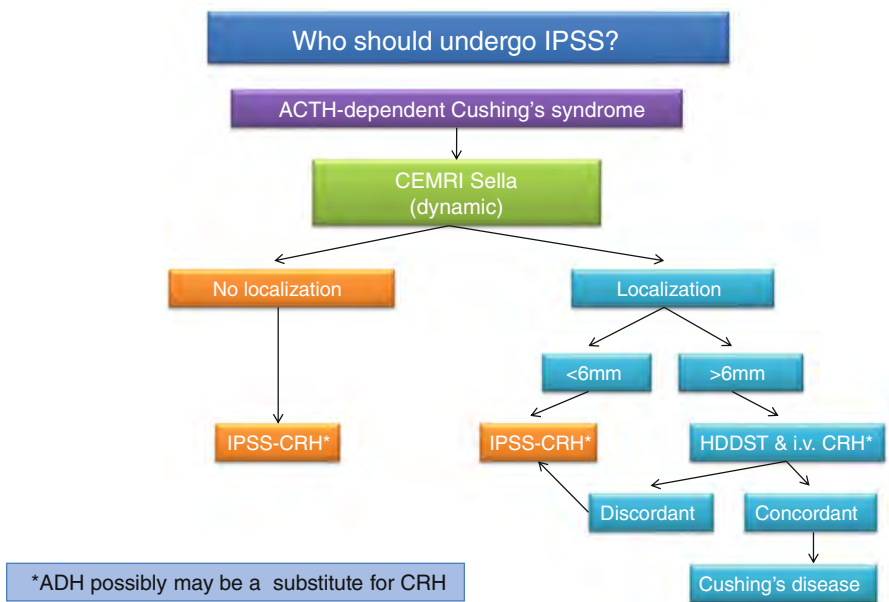 Who should undergo IPSS?
ACTH-dependent Cushing's syndrome
CEMRI Sella
(dynamic)
No localization
Localization
<6mm
>6mm
IPSS-CRH*
IPSS-CRH*
HDDST & i.v. CRH*
Discordant
Concordant
*ADH possibly may be a substitute for CRH
Cushing's disease